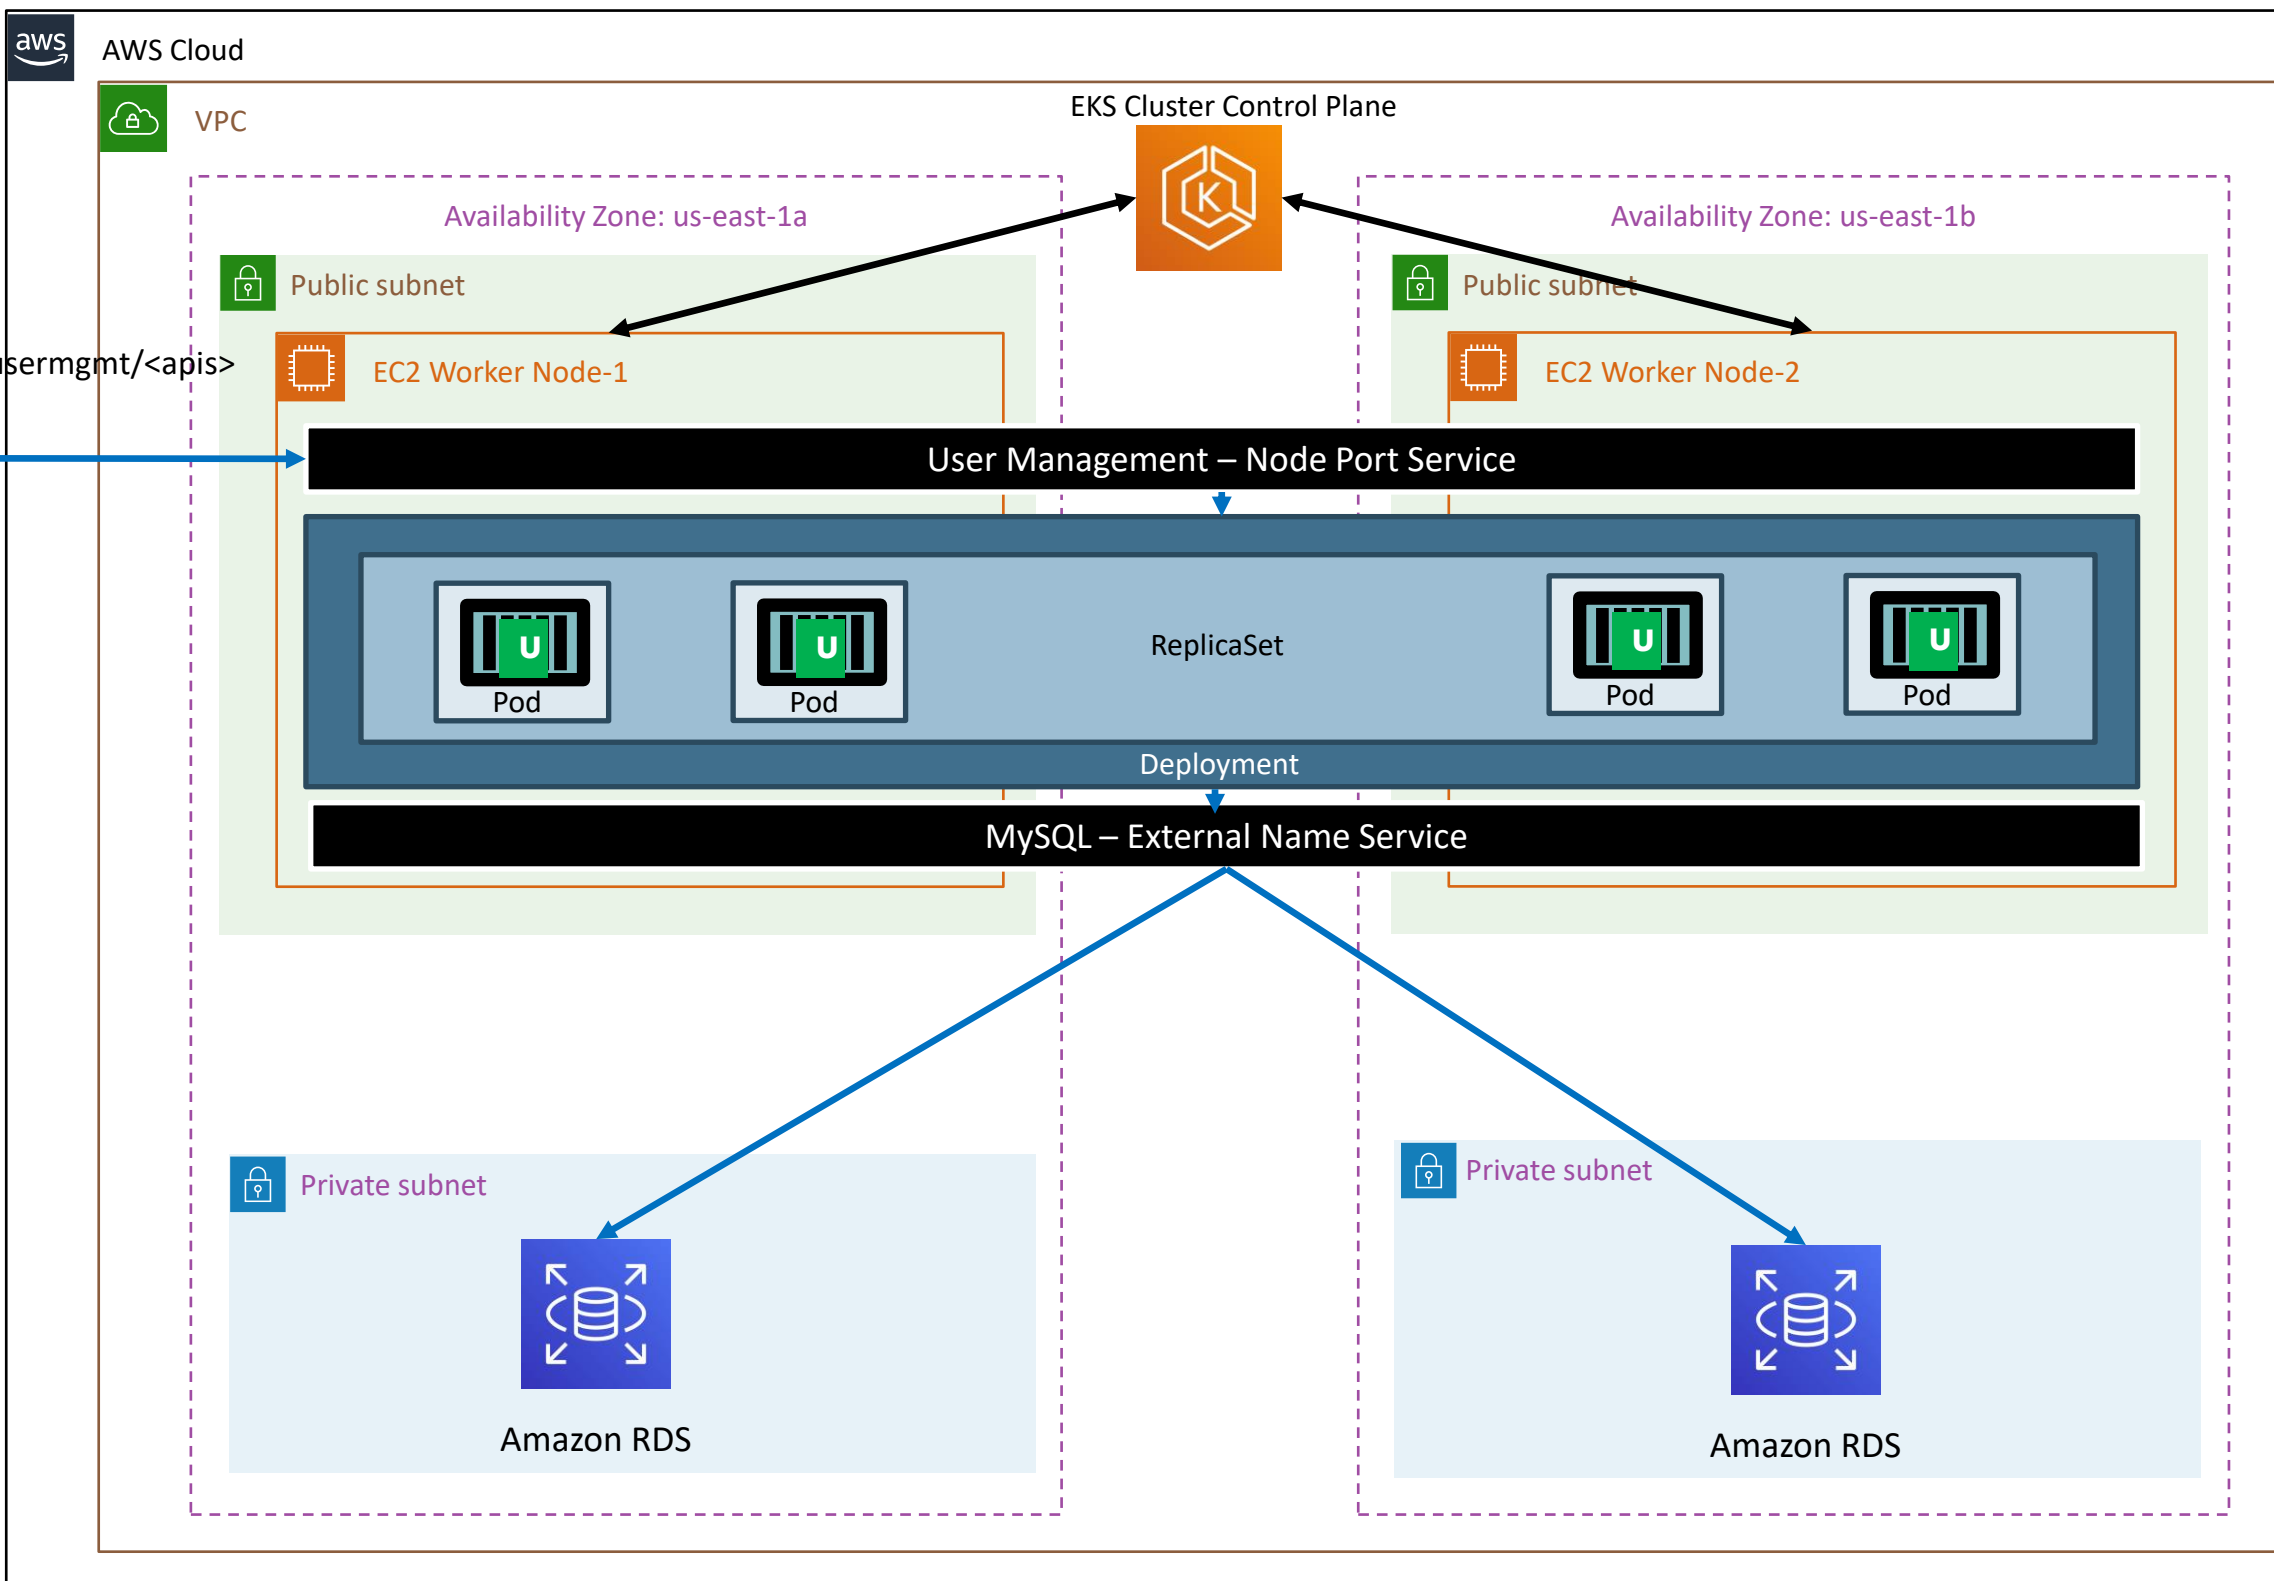 aws
AWS Cloud
VPC
EKS Cluster Control Plane
K
Availability Zone: us-east-1a
Availability Zone: us-east-1b
Public subnet
Public subnet
sermgmt/<apis>
EC2 Worker Node-1
EC2 Worker Node-2
User Management – Node Port Service
U
U
U
U
ReplicaSet
Pod
Pod
Pod
Pod
Deployment
MySQL – External Name Service
Private subnet
Private subnet
Amazon RDS
Amazon RDS